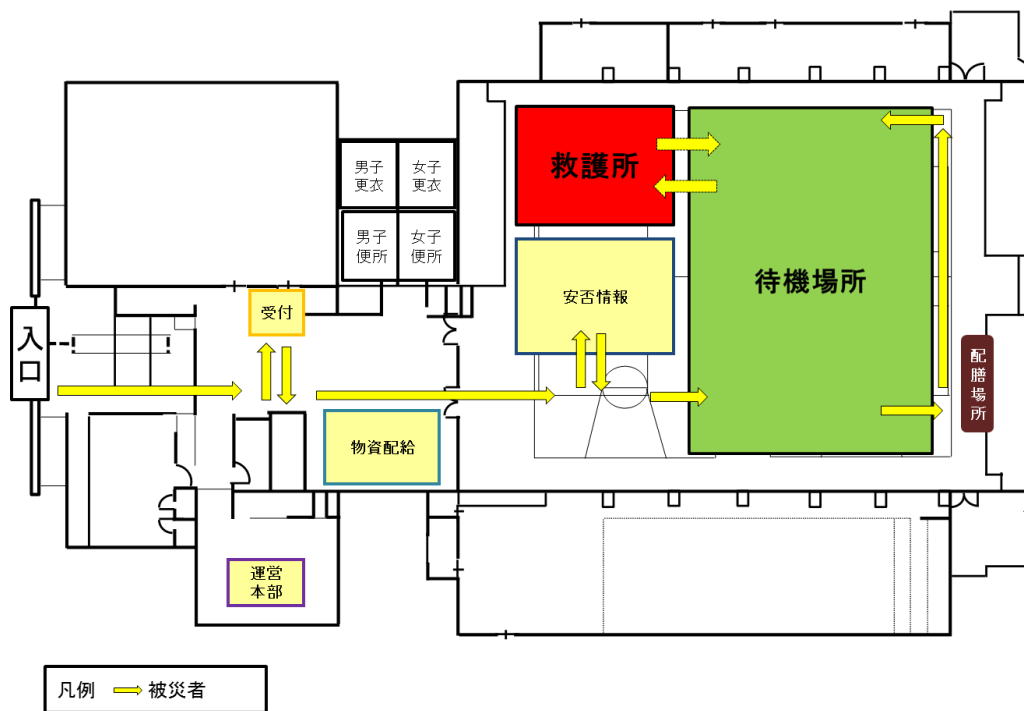 男子
更衣
女子
更衣
男子
便所
女子
便所
救護所
待機場所
安否情報
受付
入
口
配
膳
場
所
物資配給
運営
本部
凡例
被災者